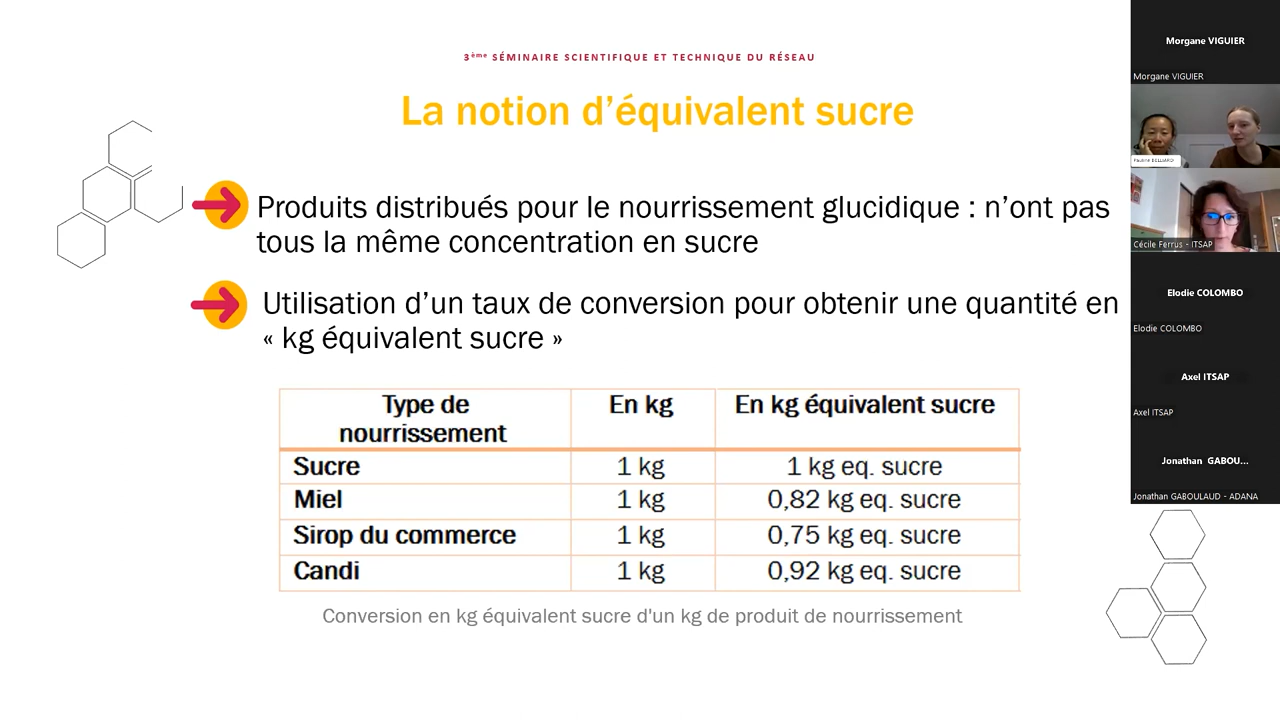 3ème SÉMINAIRE SCIENTIFIQUE ET TECHNIQUE DU RÉSEAU
La notion d'équivalent sucre
Produits distribués pour le nourrissement glucidique : n'ont pas
tous la même concentration en sucre
Utilisation d'un taux de conversion pour obtenir une quantité en
« kg équivalent sucre »
Type de
nourrissement
En kg
En kg équivalent sucre
Sucre 1 kg 1 kg eq. sucre
Miel 1 kg 0,82 kg eq. sucre
Sirop du commerce 1 kg 0,75 kg eq. sucre
Candi 1 kg 0,92 kg eq. sucre
Conversion en kg équivalent sucre d'un kg de produit de nourrissement
Morgane VIGUIER
Morgane VIGUIER
Pauline BELLIARD
Cécile Ferrus - ITSAP
Elodie COLOMBO
Elodie COLOMBO
Axel ITSAP
Axel ITSAP
Jonathan GABOU...
Jonathan GABOULAUD - ADANA